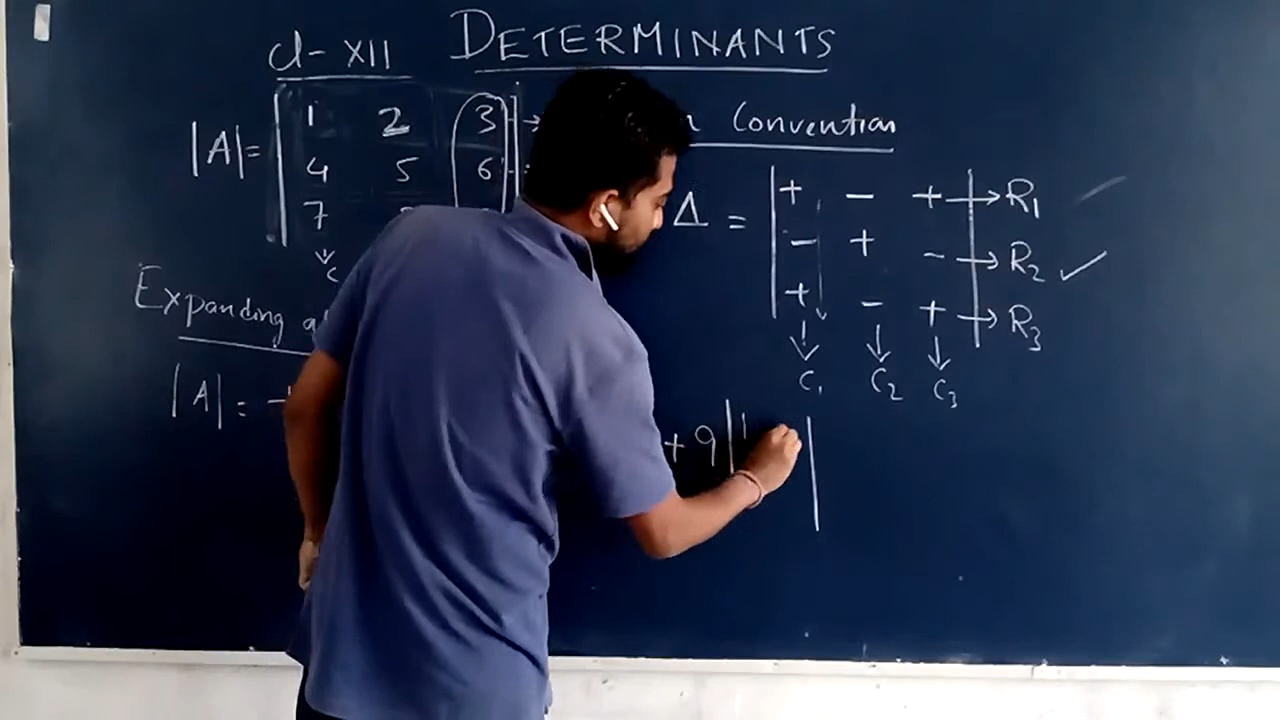 Cl- XII DETERMINANTS
|A| = | 1 2 3 | →
4 5 6
7
Convention
Δ = | + - + | → R1
- + - → R2 ✓
+ - + → R3
↓ ↓ ↓
C1 C2 C3
Expanding
|A| = + 9 | 1 |